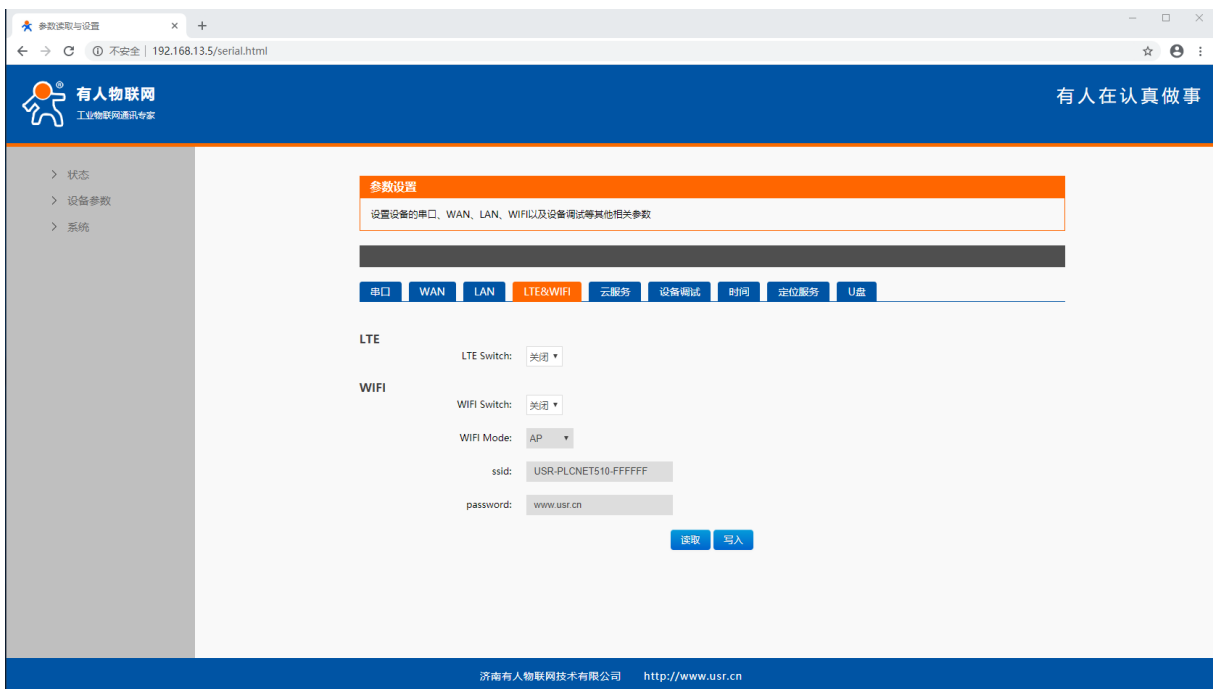 参数读取与设置
不安全 | 192.168.13.5/serial.html
有人物联网
®
工业物联网通讯专家
有人在认真做事
状态
设备参数
系统
参数设置
设置设备的串口、WAN、LAN、WIFI以及设备调试等其他相关参数
串口 WAN LAN LTE&WIFI 云服务 设备调试 时间 定位服务 U盘
LTE
LTE Switch: 关闭
WIFI
WIFI Switch: 关闭
WIFI Mode: AP
ssid: USR-PLCNET510-FFFFFF
password: www.usr.cn
读取 写入
济南有人物联网技术有限公司 http://www.usr.cn